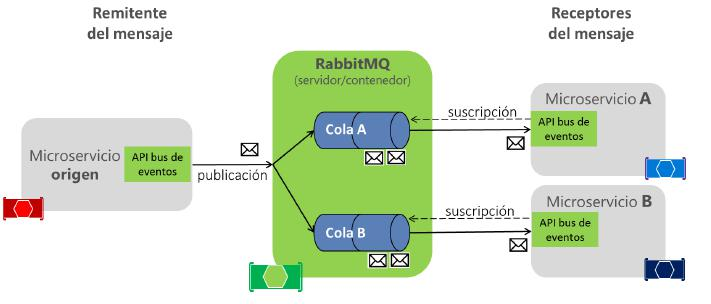 Remitente
del mensaje
Receptores
del mensaje
RabbitMQ
(servidor/contenedor)
Microservicio
origen
API bus de
eventos
publicación
Cola A
Cola B
suscripción
Microservicio A
API bus de
eventos
suscripción
Microservicio B
API bus de
eventos